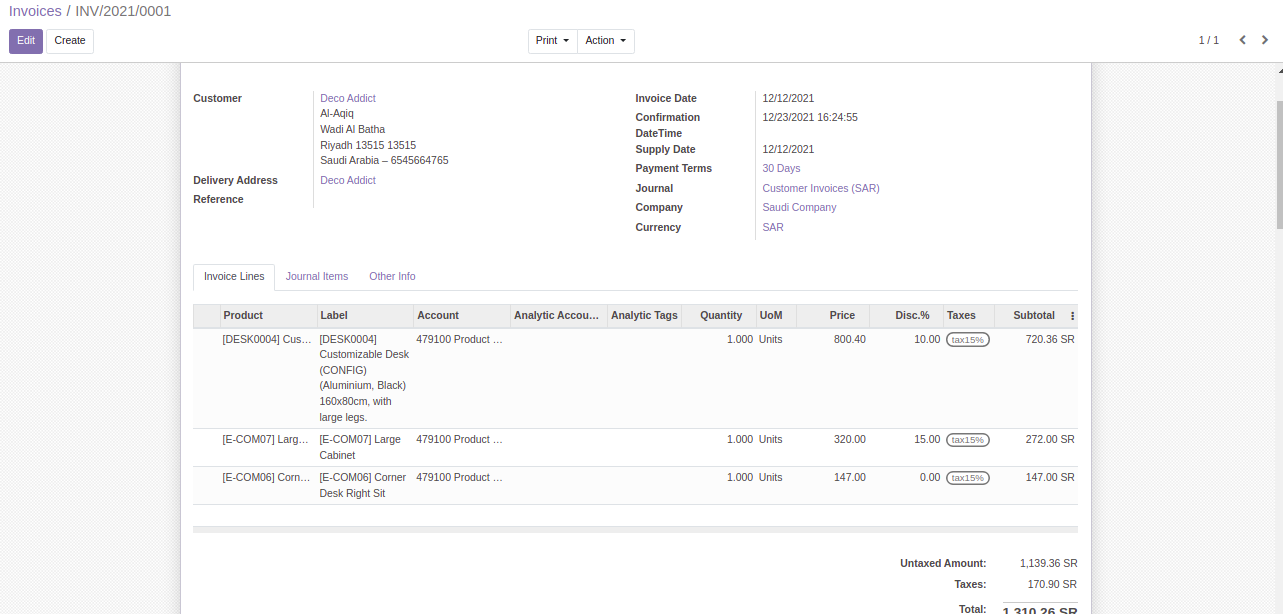 Invoices / INV/2021/0001
Edit Create Print Action 1 / 1
Customer Deco Addict
Al-Aqiq
Wadi Al Batha
Riyadh 13515 13515
Saudi Arabia – 6545664765
Delivery Address Deco Addict
Reference
Invoice Date 12/12/2021
Confirmation DateTime 12/23/2021 16:24:55
Supply Date 12/12/2021
Payment Terms 30 Days
Journal Customer Invoices (SAR)
Company Saudi Company
Currency SAR
Invoice Lines Journal Items Other Info
Product Label Account Analytic Accou... Analytic Tags Quantity UoM Price Disc.% Taxes Subtotal
[DESK0004] Cus... [DESK0004] 479100 Product ... 1.000 Units 800.40 10.00 tax15% 720.36 SR
Customizable Desk
(CONFIG)
(Aluminium, Black)
160x80cm, with
large legs.
[E-COM07] Larg... [E-COM07] Large 479100 Product ... 1.000 Units 320.00 15.00 tax15% 272.00 SR
Cabinet
[E-COM06] Corn... [E-COM06] Corner 479100 Product ... 1.000 Units 147.00 0.00 tax15% 147.00 SR
Desk Right Sit
Untaxed Amount: 1,139.36 SR
Taxes: 170.90 SR
Total: 1,310.26 SR